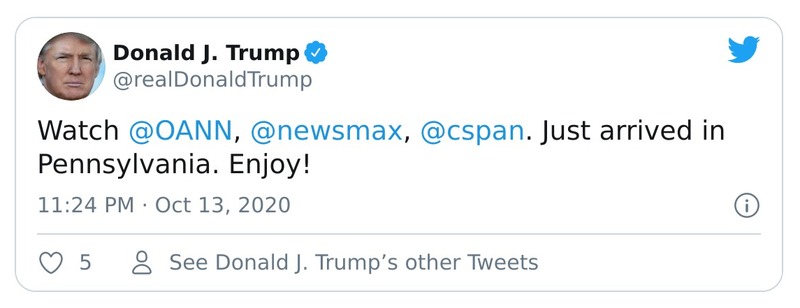 Donald J. Trump
@realDonaldTrump
Watch @OANN, @newsmax, @cspan. Just arrived in
Pennsylvania. Enjoy!
11:24 PM · Oct 13, 2020
5 See Donald J. Trump’s other Tweets